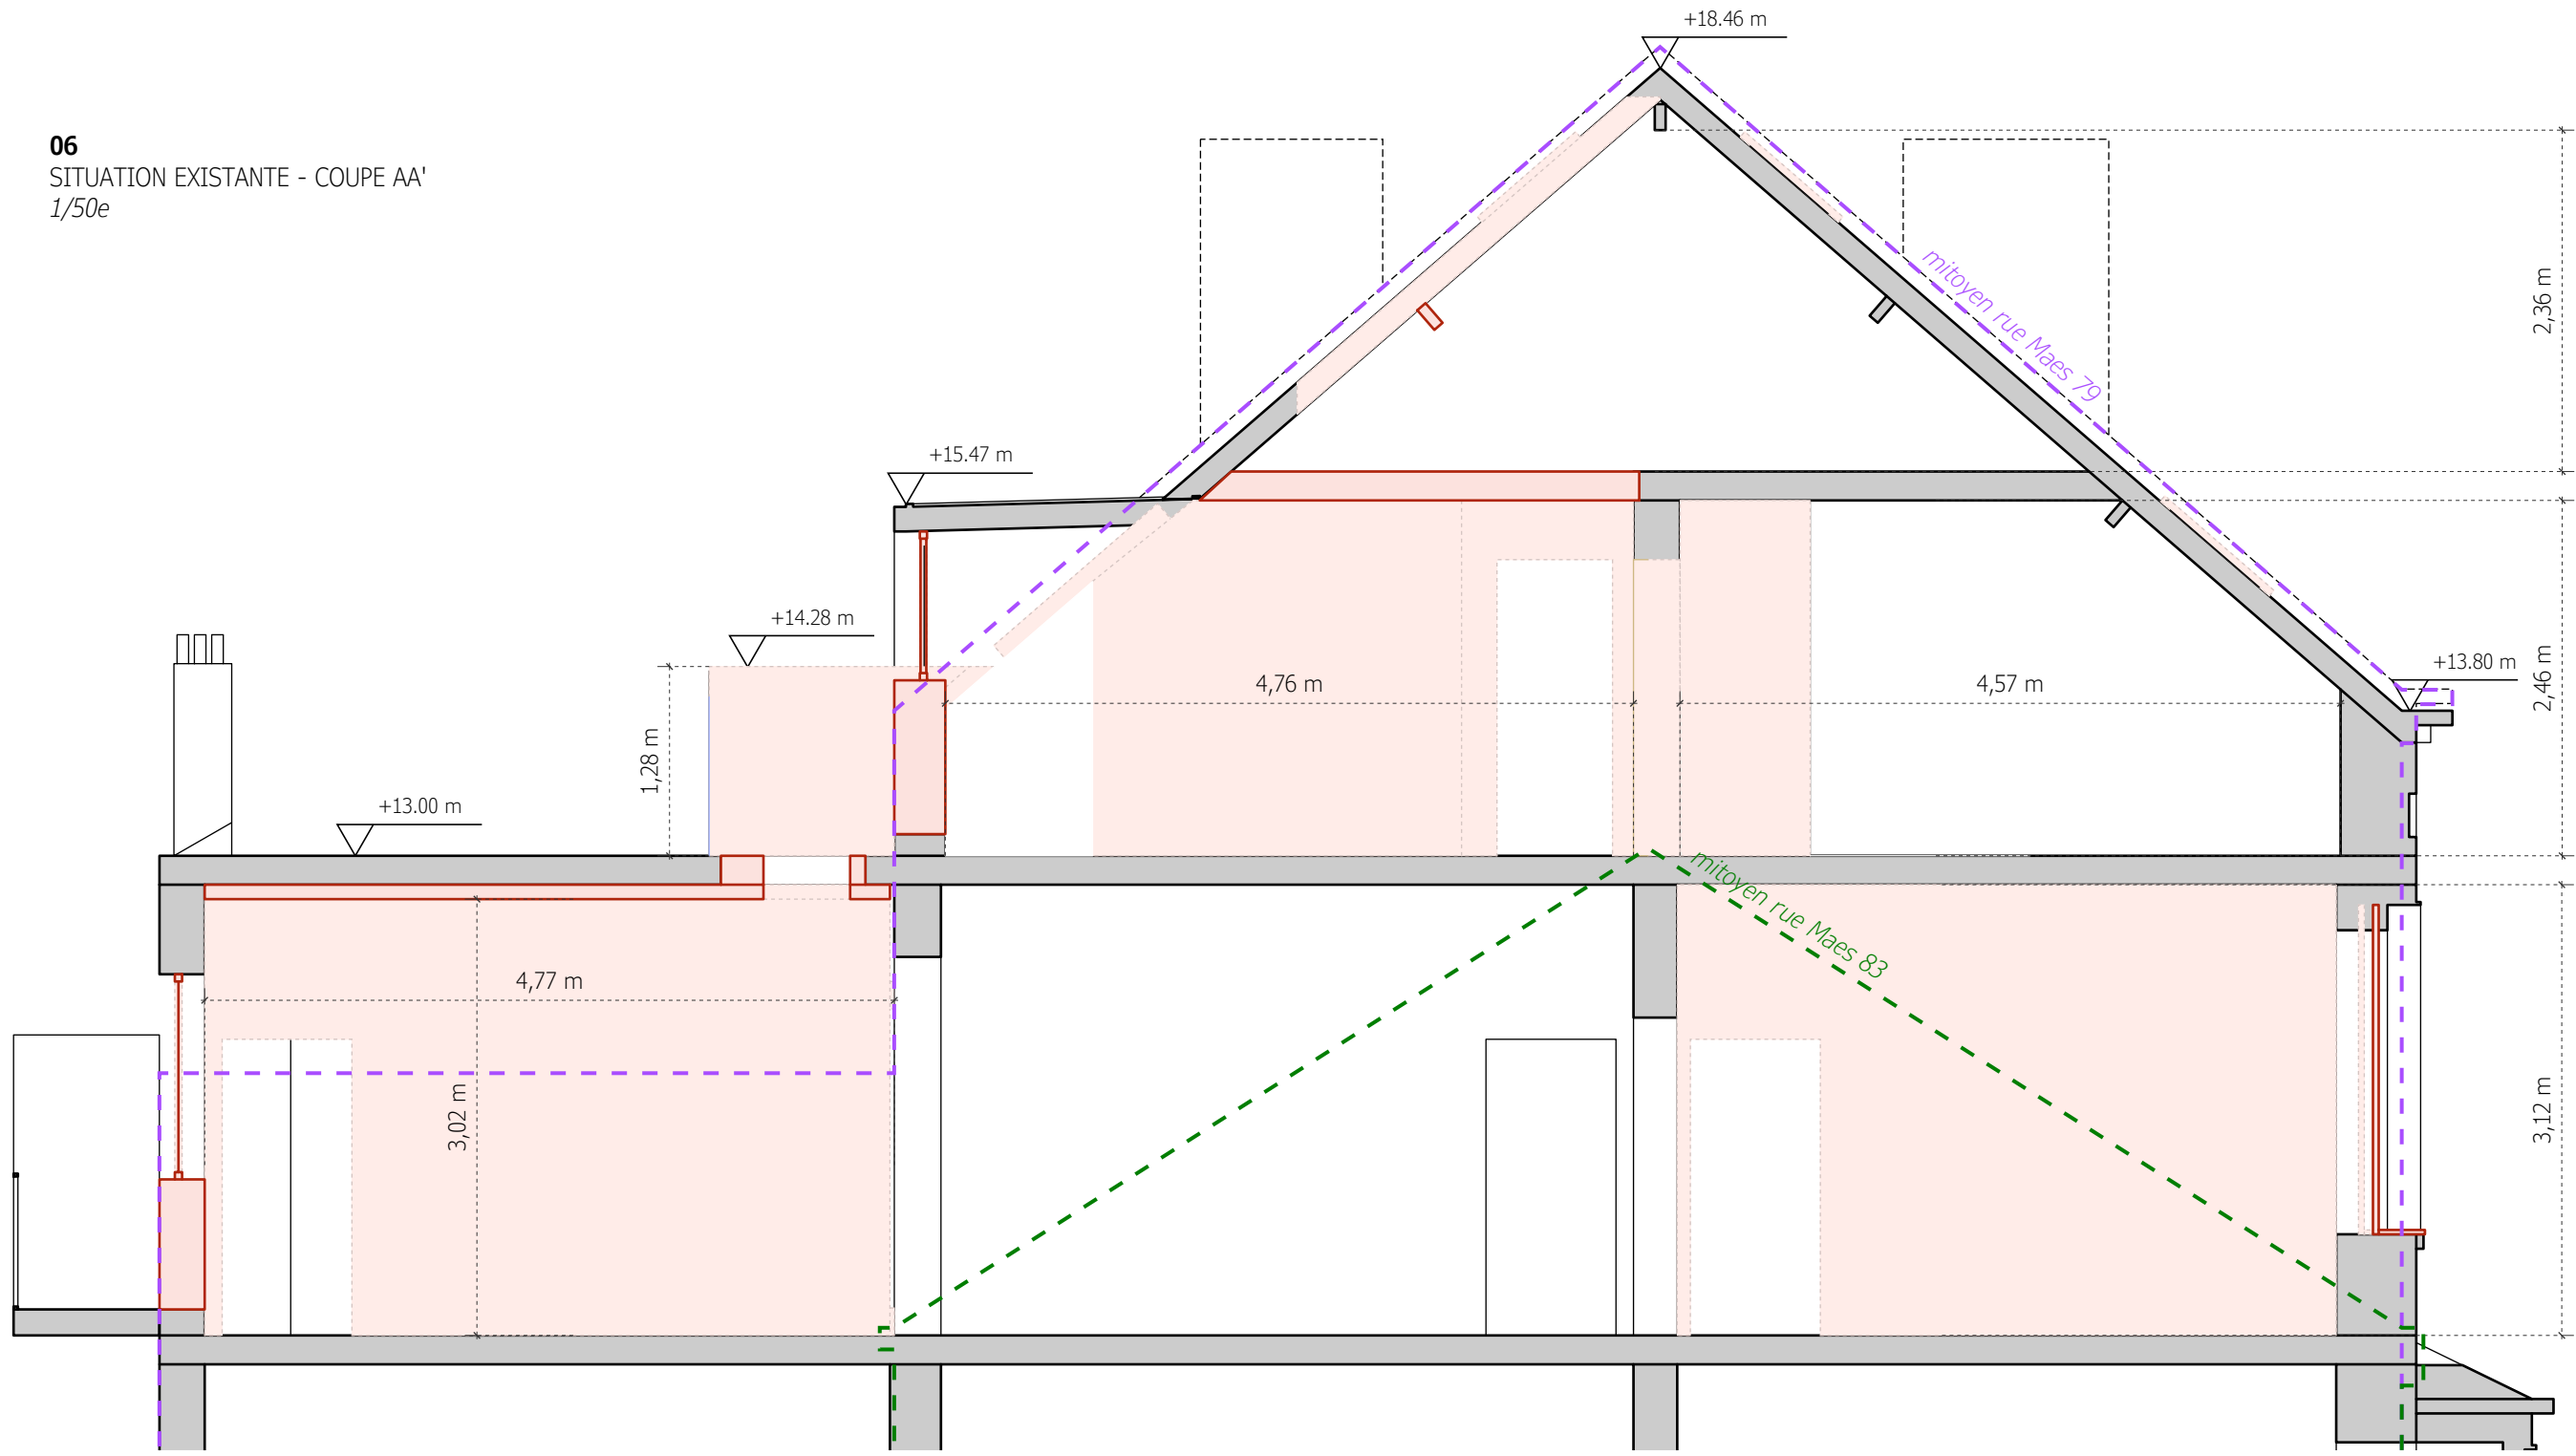 06
SITUATION EXISTANTE - COUPE AA'
1/50e
+18.46 m
mitoyen rue Maes 79
2,36 m
+15.47 m
+14.28 m
+13.80 m
4,76 m
4,57 m
2,46 m
1,28 m
+13.00 m
mitoyen rue Maes 83
4,77 m
3,02 m
3,12 m